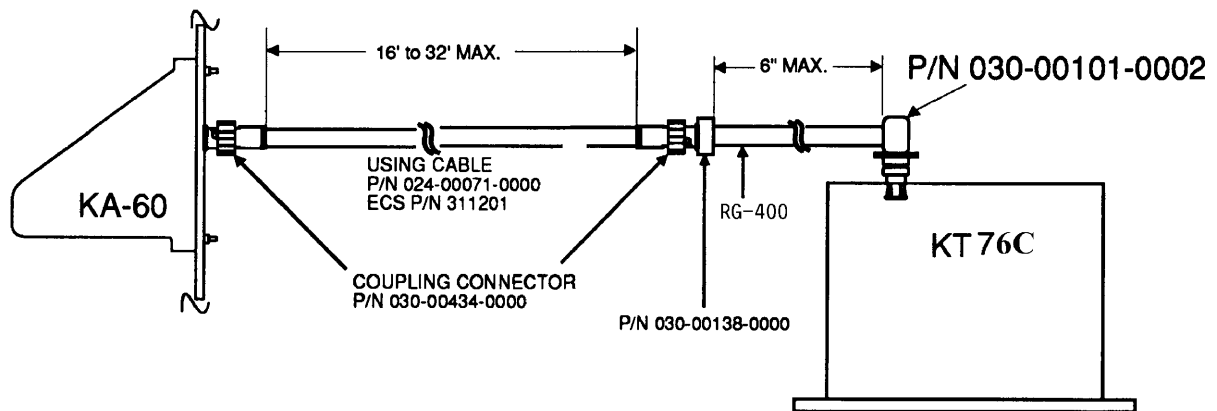 16' to 32' MAX.
6" MAX.
P/N 030-00101-0002
KA-60
USING CABLE
P/N 024-00071-0000
ECS P/N 311201
RG-400
KT 76C
COUPLING CONNECTOR
P/N 030-00434-0000
P/N 030-00138-0000